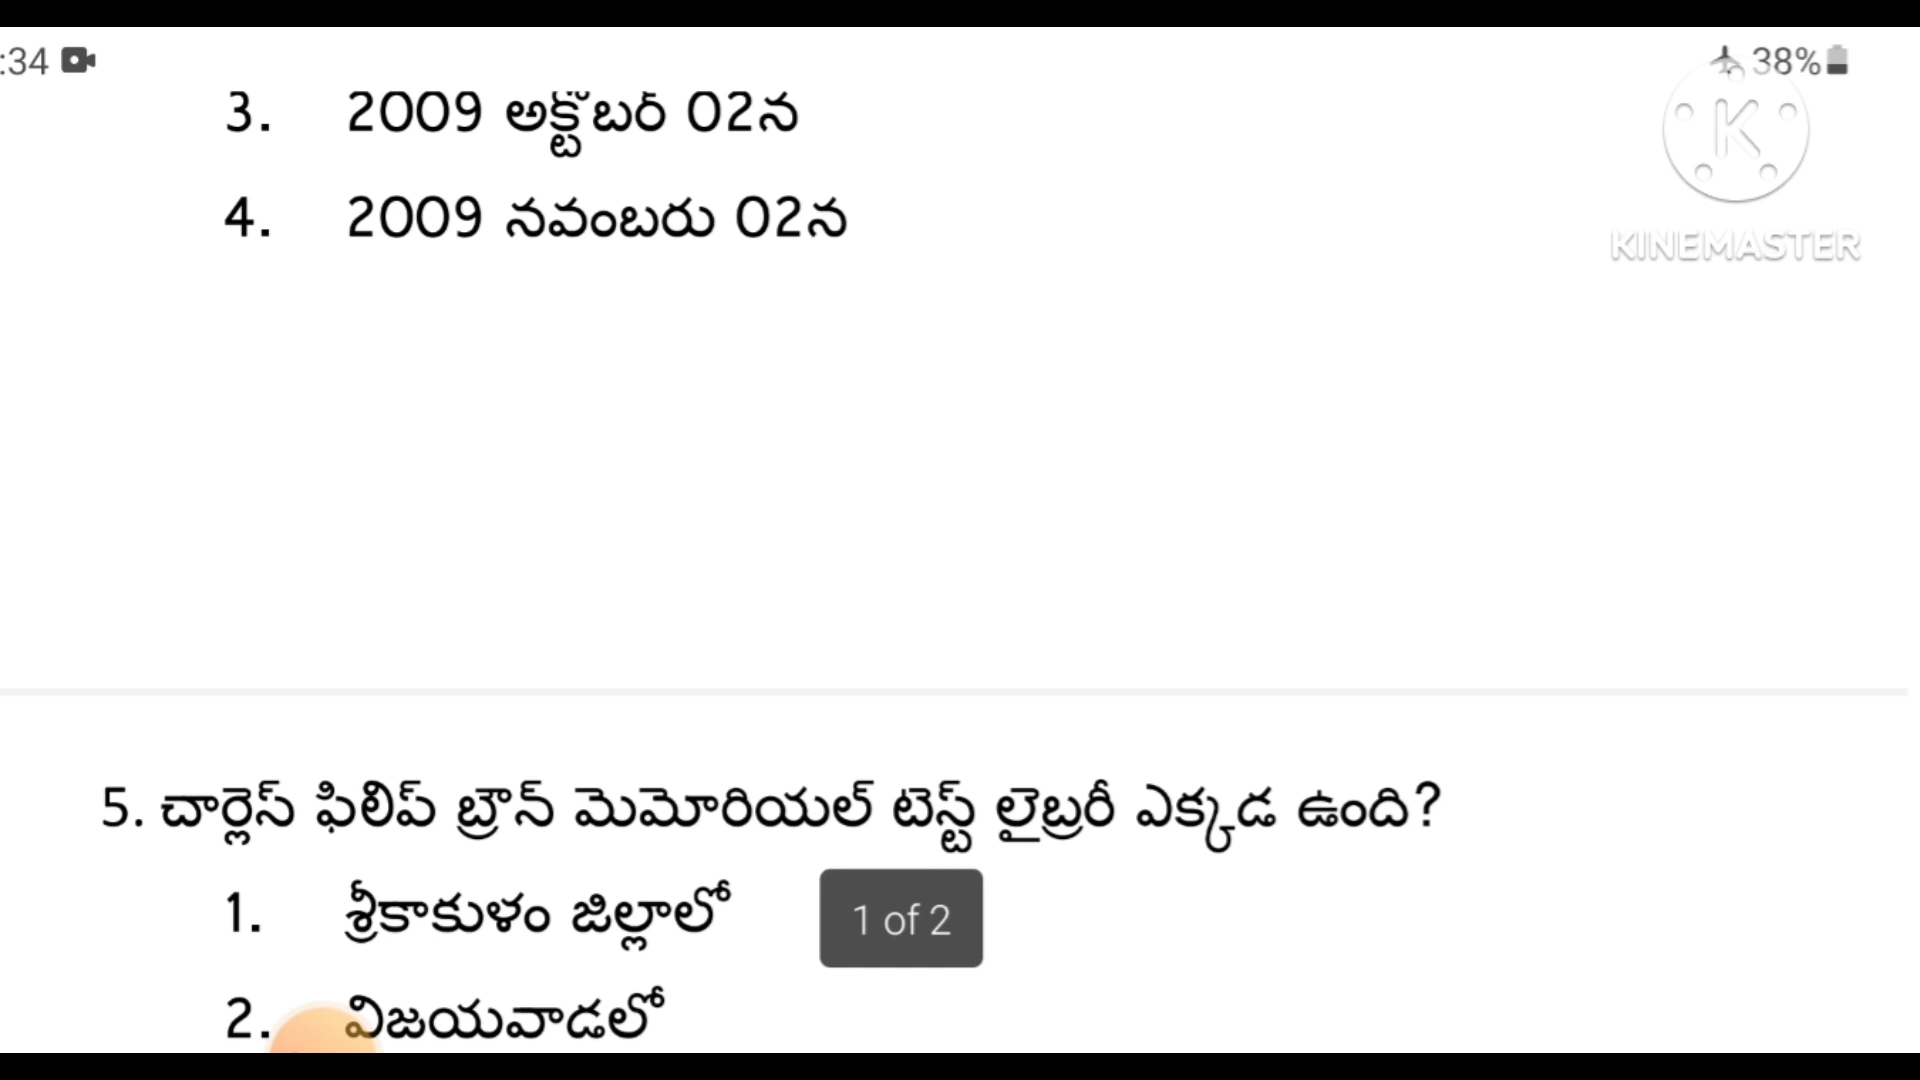 :34 38%
3. 2009 అక్టోబర్ 02న
K
4. 2009 నవంబరు 02న
KINEMASTER
5. చార్లెస్ ఫిలిప్ బ్రౌన్ మెమోరియల్ టెస్ట్ లైబ్రరీ ఎక్కడ ఉంది?
1. శ్రీకాకుళం జిల్లాలో
1 of 2
2. విజయవాడలో